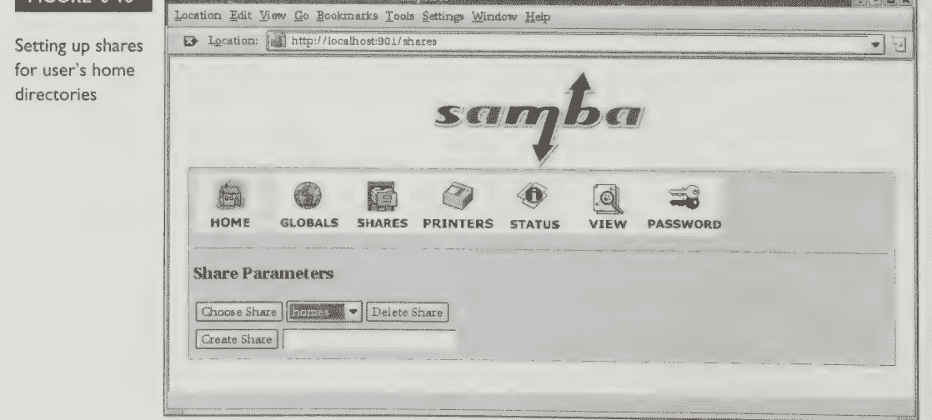 Setting up shares
for user's home
directories
Location Edit View Go Bookmarks Tools Settings Window Help
Location: http://localhost:901/shares
samba
HOME GLOBALS SHARES PRINTERS STATUS VIEW PASSWORD
Share Parameters
Choose Share homes Delete Share
Create Share